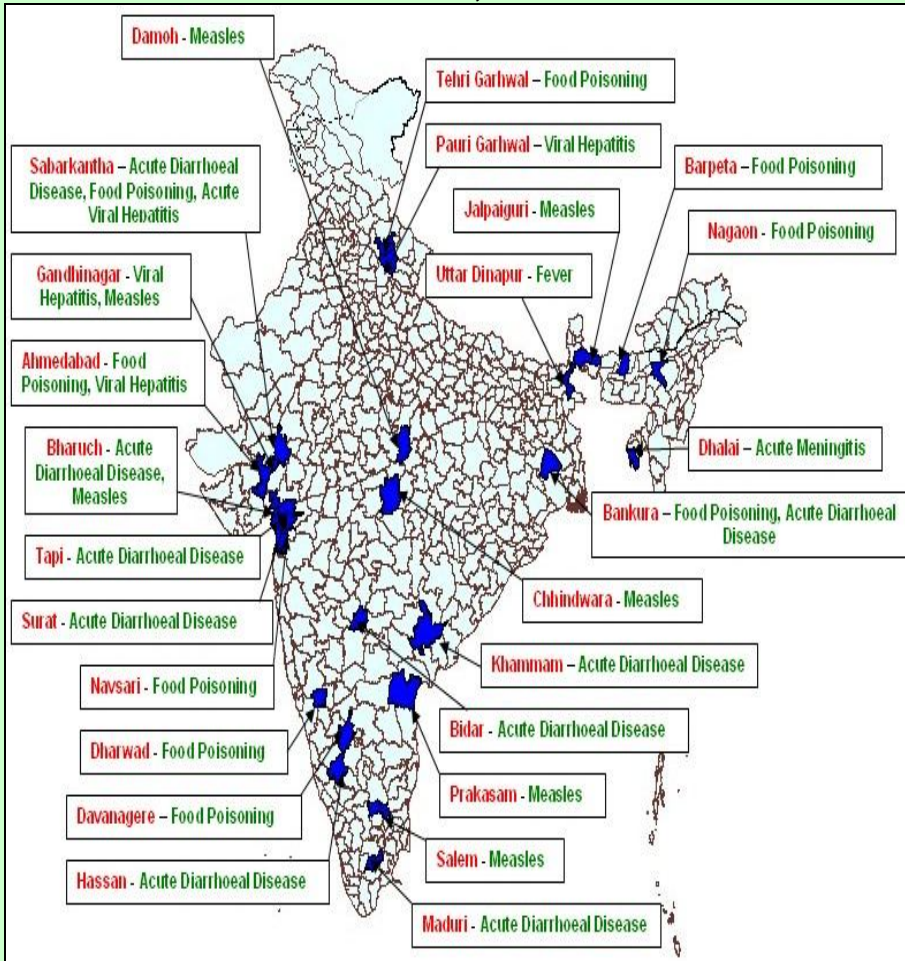 Damoh - Measles
Tehri Garhwal – Food Poisoning
Pauri Garhwal – Viral Hepatitis
Barpeta – Food Poisoning
Sabarkantha – Acute Diarrhoeal
Disease, Food Poisoning, Acute
Viral Hepatitis
Jalpaiguri - Measles
Nagaon - Food Poisoning
Uttar Dinapur - Fever
Gandhinagar - Viral
Hepatitis, Measles
Ahmedabad - Food
Poisoning, Viral Hepatitis
Bharuch - Acute
Diarrhoeal Disease,
Measles
Dhalai – Acute Meningitis
Bankura – Food Poisoning, Acute Diarrhoeal
Disease
Tapi - Acute Diarrhoeal Disease
Chhindwara - Measles
Surat - Acute Diarrhoeal Disease
Khammam – Acute Diarrhoeal Disease
Navsari - Food Poisoning
Bidar - Acute Diarrhoeal Disease
Dharwad - Food Poisoning
Prakasam - Measles
Davanagere – Food Poisoning
Salem - Measles
Hassan - Acute Diarrhoeal Disease
Maduri - Acute Diarrhoeal Disease